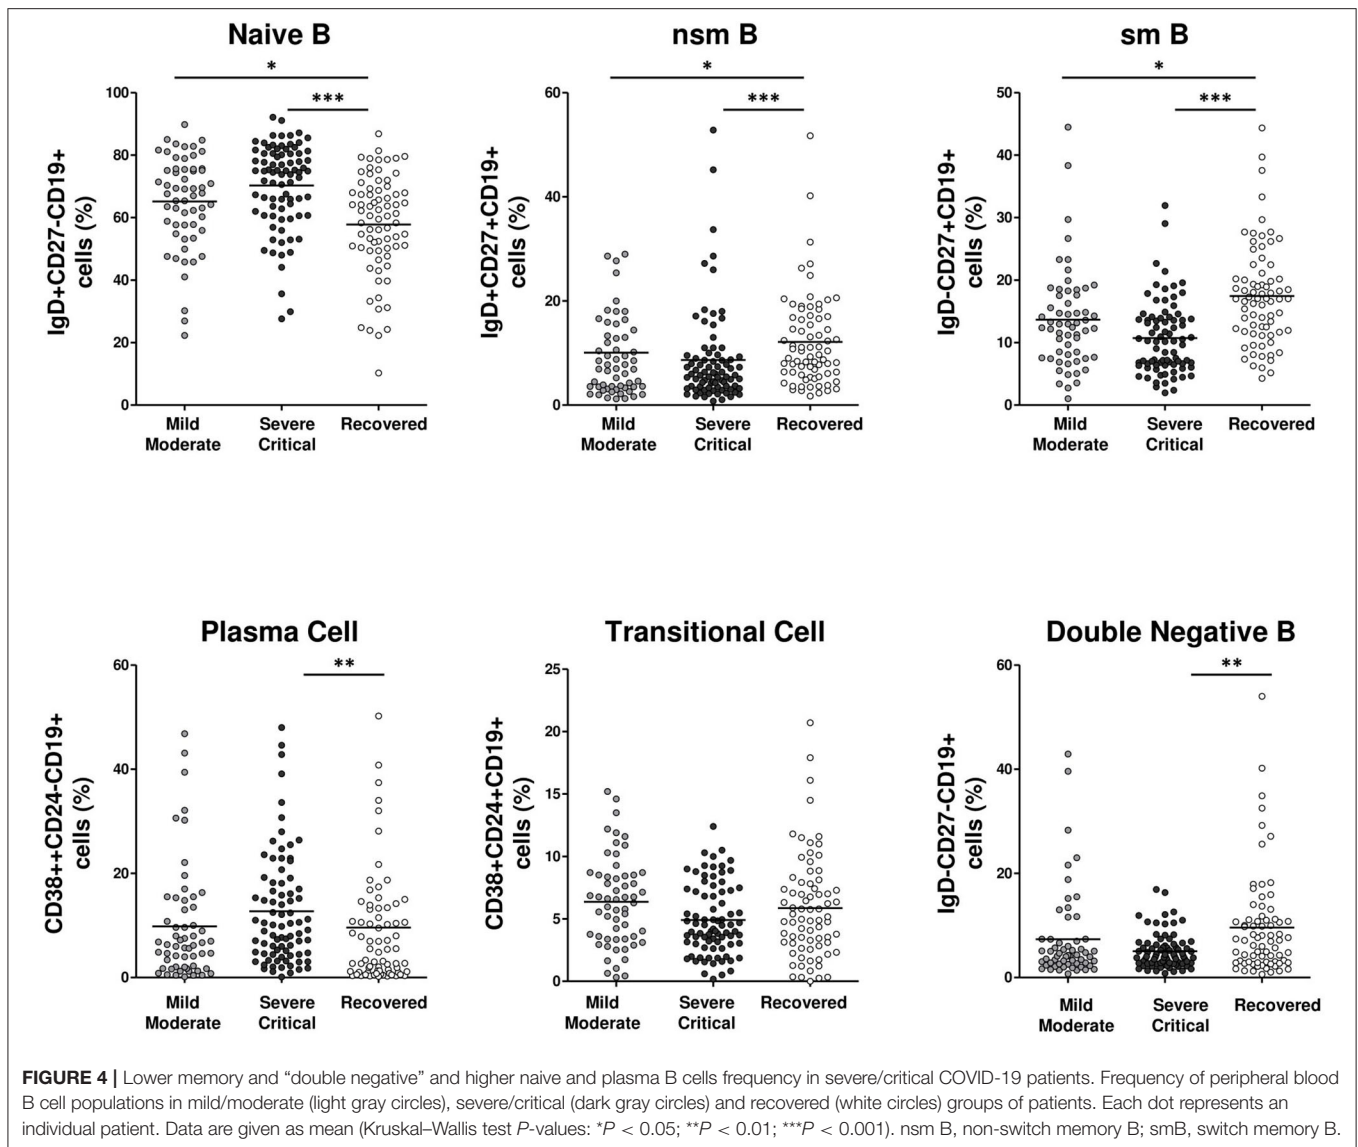 Naive B
nsm B
sm B
*
*
*
***
***
***
IgD+CD27-CD19+
cells (%)
100
80
60
40
20
0
Mild
Moderate
Severe
Critical
Recovered
IgD+CD27+CD19+
cells (%)
60
40
20
0
Mild
Moderate
Severe
Critical
Recovered
IgD-CD27+CD19+
cells (%)
50
40
30
20
10
0
Mild
Moderate
Severe
Critical
Recovered
Plasma Cell
Transitional Cell
Double Negative B
**
**
CD38++CD24-CD19+
cells (%)
60
40
20
0
Mild
Moderate
Severe
Critical
Recovered
CD38+CD24+CD19+
cells (%)
25
20
15
10
5
0
Mild
Moderate
Severe
Critical
Recovered
IgD-CD27-CD19+
cells (%)
60
40
20
0
Mild
Moderate
Severe
Critical
Recovered
FIGURE 4 | Lower memory and “double negative” and higher naive and plasma B cells frequency in severe/critical COVID-19 patients. Frequency of peripheral blood
B cell populations in mild/moderate (light gray circles), severe/critical (dark gray circles) and recovered (white circles) groups of patients. Each dot represents an
individual patient. Data are given as mean (Kruskal–Wallis test P-values: *P < 0.05; **P < 0.01; ***P < 0.001). nsm B, non-switch memory B; smB, switch memory B.